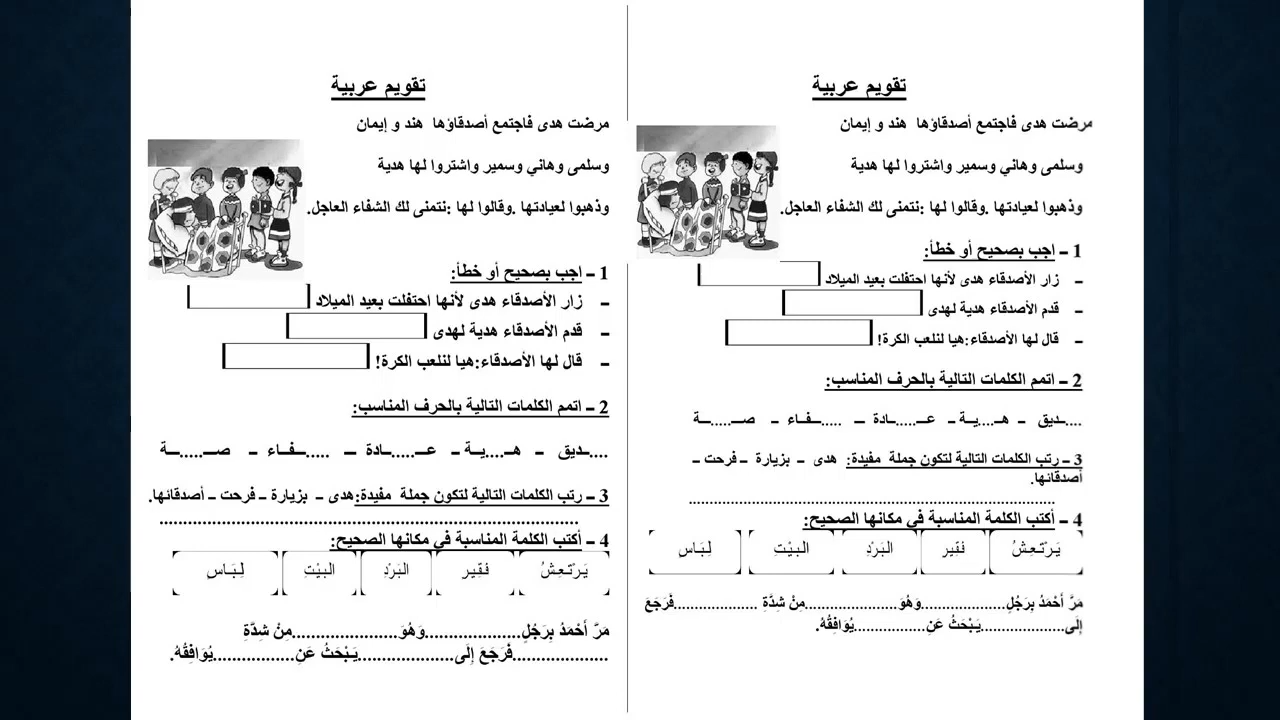 تقويم عربية
مرضت هدى فاجتمع أصدقاؤها هند و إيمان
وسلمى وهاني وسمير واشتروا لها هدية
وذهبوا لعيادتها .وقالوا لها :نتمنى لك الشفاء العاجل.
1 – اجب بصحيح أو خطأ:
– زار الأصدقاء هدى لأنها احتفلت بعيد الميلاد
– قدم الأصدقاء هدية لهدى
– قال لها الأصدقاء:هيا لنلعب الكرة!
2 – اتمم الكلمات التالية بالحرف المناسب:
....ـديق – هـ....يـة – عـ.....ـادة – .....ـفـاء – صـ.....ـة
3 – رتب الكلمات التالية لتكون جملة مفيدة: هدى – بزيارة – فرحت –
أصدقائها.
......................................................................
4 – أكتب الكلمة المناسبة في مكانها الصحيح:
يَرْتَعِشُ فَقِير البَرْدِ البيْتِ لِبَاسِ
مَرَّ أَحْمَدُ بِرَجُلٍ....................وَهُوَ.....................مِنْ شِدَّةِ ...................فَرَجَعَ
إِلَى...................يَبْحَثُ عَنِ.................يُوَافِقُهُ.
تقويم عربية
مرضت هدى فاجتمع أصدقاؤها هند و إيمان
وسلمى وهاني وسمير واشتروا لها هدية
وذهبوا لعيادتها .وقالوا لها :نتمنى لك الشفاء العاجل.
1 – اجب بصحيح أو خطأ:
– زار الأصدقاء هدى لأنها احتفلت بعيد الميلاد
– قدم الأصدقاء هدية لهدى
– قال لها الأصدقاء:هيا لنلعب الكرة!
2 – اتمم الكلمات التالية بالحرف المناسب:
....ـديق – هـ....يـة – عـ.....ـادة – .....ـفـاء – صـ.....ـة
3 – رتب الكلمات التالية لتكون جملة مفيدة:هدى – بزيارة – فرحت – أصدقائها.
......................................................................
4 – أكتب الكلمة المناسبة في مكانها الصحيح:
يَرْتَعِشُ فَقِير البَرْدِ البيْتِ لِبَاسِ
مَرَّ أَحْمَدُ بِرَجُلٍ....................وَهُوَ......................مِنْ شِدَّةِ
....................فَرَجَعَ إِلَى....................يَبْحَثُ عَنِ.................يُوَافِقُهُ.